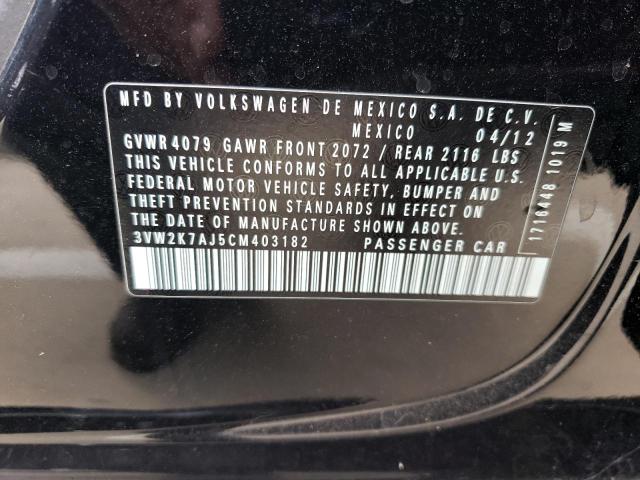 MFD BY VOLKSWAGEN DE MEXICO S.A. DE C.V.
MEXICO 04/12
GVWR 4079 GAWR FRONT 2072 / REAR 2116 LBS
THIS VEHICLE CONFORMS TO ALL APPLICABLE U.S.
FEDERAL MOTOR VEHICLE SAFETY, BUMPER AND
THEFT PREVENTION STANDARDS IN EFFECT ON
THE DATE OF MANUFACTURE SHOWN ABOVE.
3VW2K7AJ5CM403182 PASSENGER CAR
1716448 1019 M